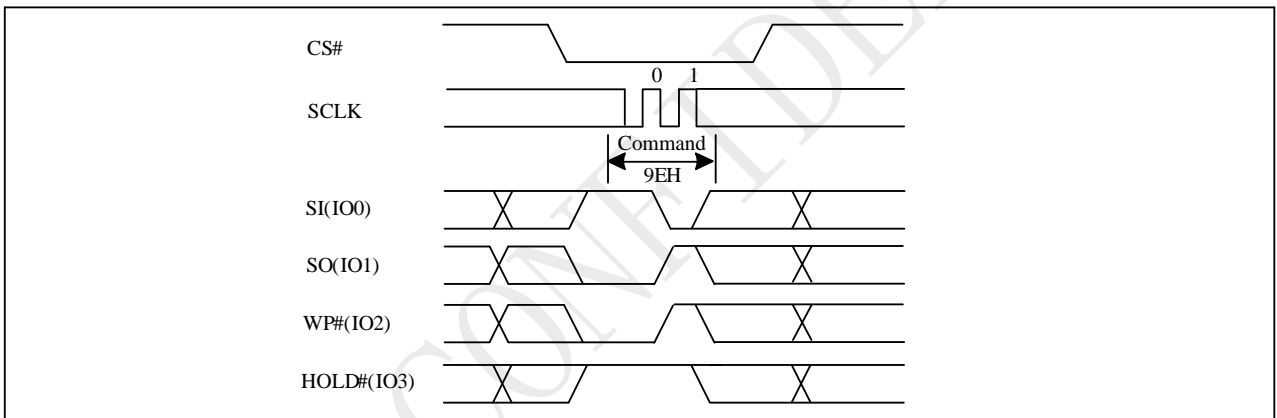 CS#
0 1
SCLK
Command
9EH
SI(IO0)
SO(IO1)
WP#(IO2)
HOLD#(IO3)